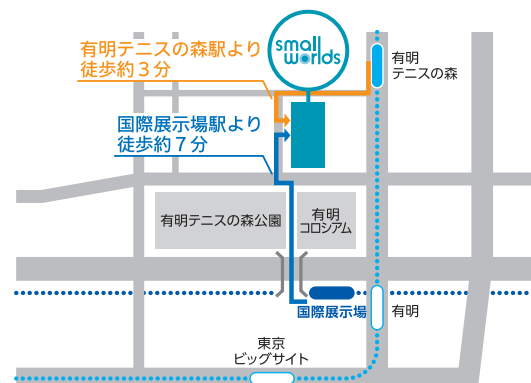 small
worlds
有明テニスの森駅より
徒歩約３分
有明
テニスの森
国際展示場駅より
徒歩約７分
有明テニスの森公園
有明
コロシアム
国際展示場
有明
東京
ビッグサイト